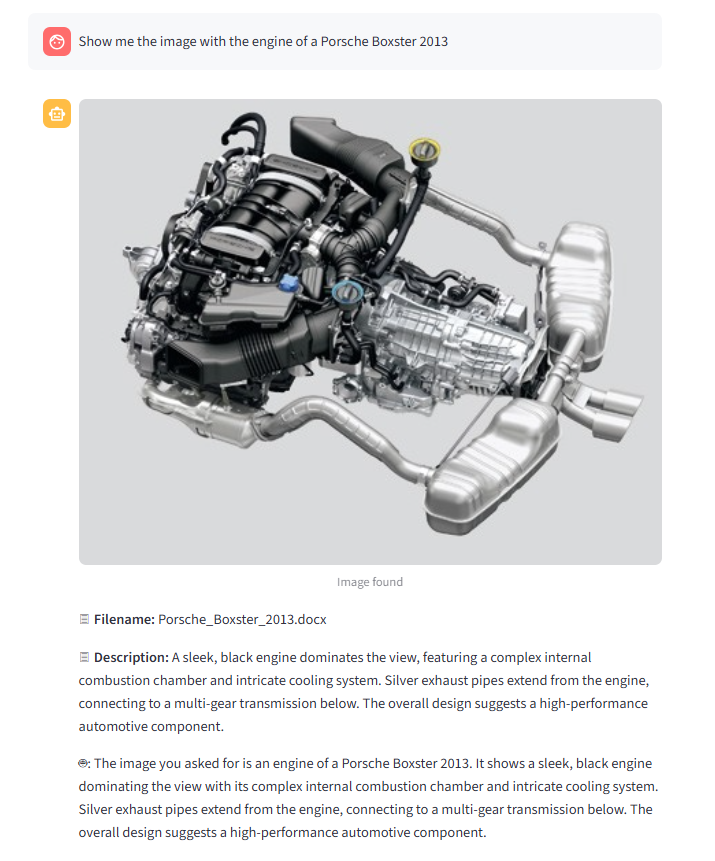 Show me the image with the engine of a Porsche Boxster 2013
Image found
Filename: Porsche_Boxster_2013.docx
Description: A sleek, black engine dominates the view, featuring a complex internal
combustion chamber and intricate cooling system. Silver exhaust pipes extend from the engine,
connecting to a multi-gear transmission below. The overall design suggests a high-performance
automotive component.
: The image you asked for is an engine of a Porsche Boxster 2013. It shows a sleek, black engine
dominating the view with its complex internal combustion chamber and intricate cooling system.
Silver exhaust pipes extend from the engine, connecting to a multi-gear transmission below. The
overall design suggests a high-performance automotive component.